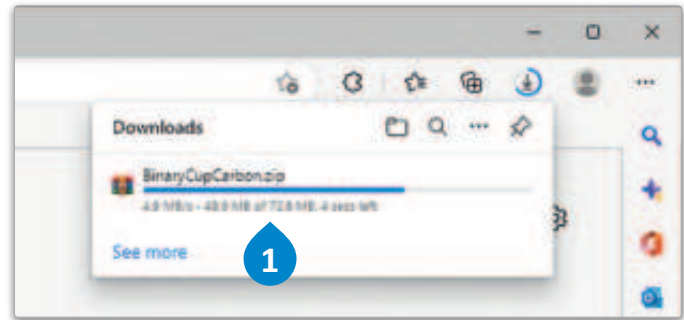 Downloads
BinaryCupCarbon.zip
4.9 MB/s - 48.9 MB of 72.8 MB, 4 secs left
See more
1